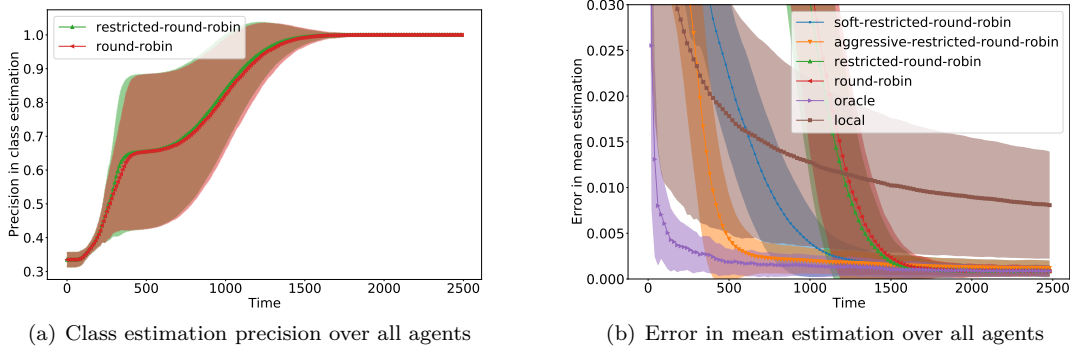 restricted-round-robin
round-robin
1.0
0.9
0.8
0.7
0.6
0.5
0.4
0.3
Precision in class estimation
0
500
1000
1500
2000
2500
Time
(a) Class estimation precision over all agents
soft-restricted-round-robin
aggressive-restricted-round-robin
restricted-round-robin
round-robin
oracle
local
0.030
0.025
0.020
0.015
0.010
0.005
0.000
Error in mean estimation
0
500
1000
1500
2000
2500
Time
(b) Error in mean estimation over all agents